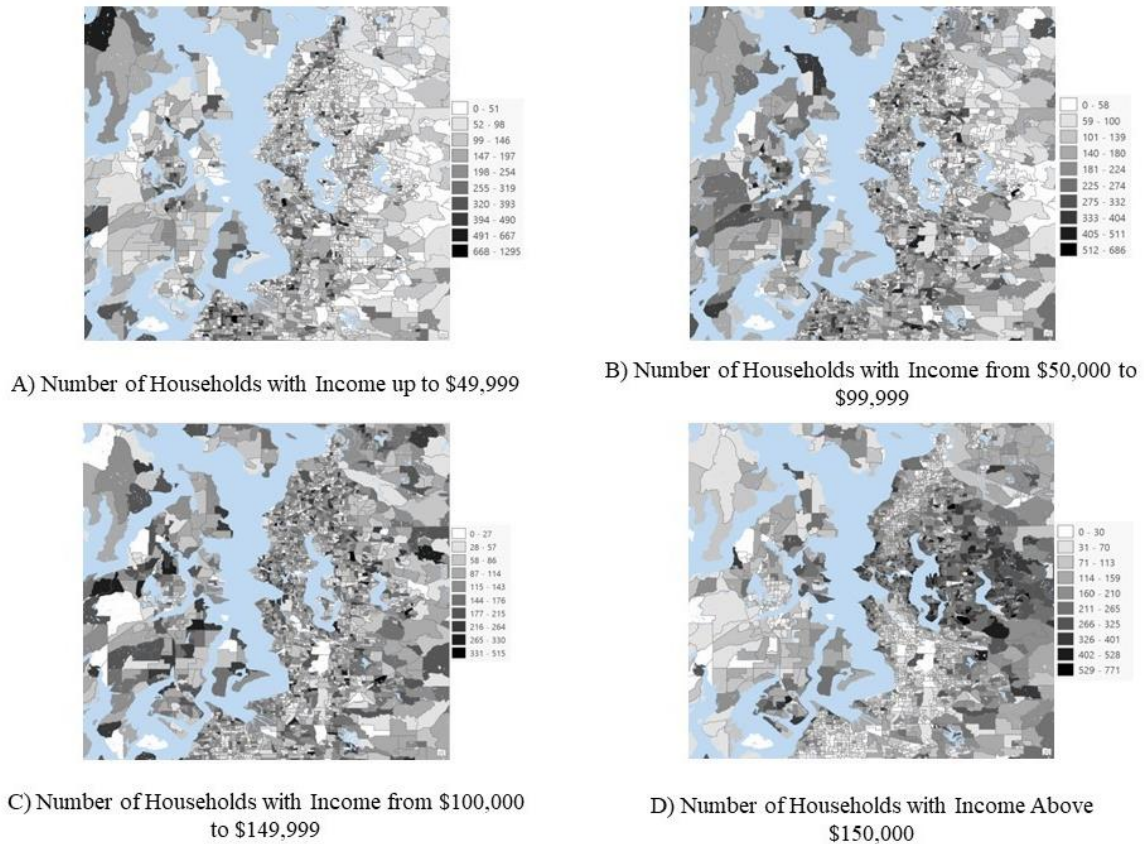 0 - 51
52 - 98
99 - 146
147 - 197
198 - 254
255 - 319
320 - 393
394 - 490
491 - 667
668 - 1295
0 - 58
59 - 100
101 - 139
140 - 180
181 - 224
225 - 274
275 - 332
333 - 404
405 - 511
512 - 686
A) Number of Households with Income up to $49,999
B) Number of Households with Income from $50,000 to
$99,999
0 - 27
28 - 57
58 - 86
87 - 114
115 - 143
144 - 176
177 - 215
216 - 264
265 - 330
331 - 515
0 - 30
31 - 70
71 - 113
114 - 159
160 - 210
211 - 265
266 - 325
326 - 401
402 - 528
529 - 771
C) Number of Households with Income from $100,000
to $149,999
D) Number of Households with Income Above
$150,000